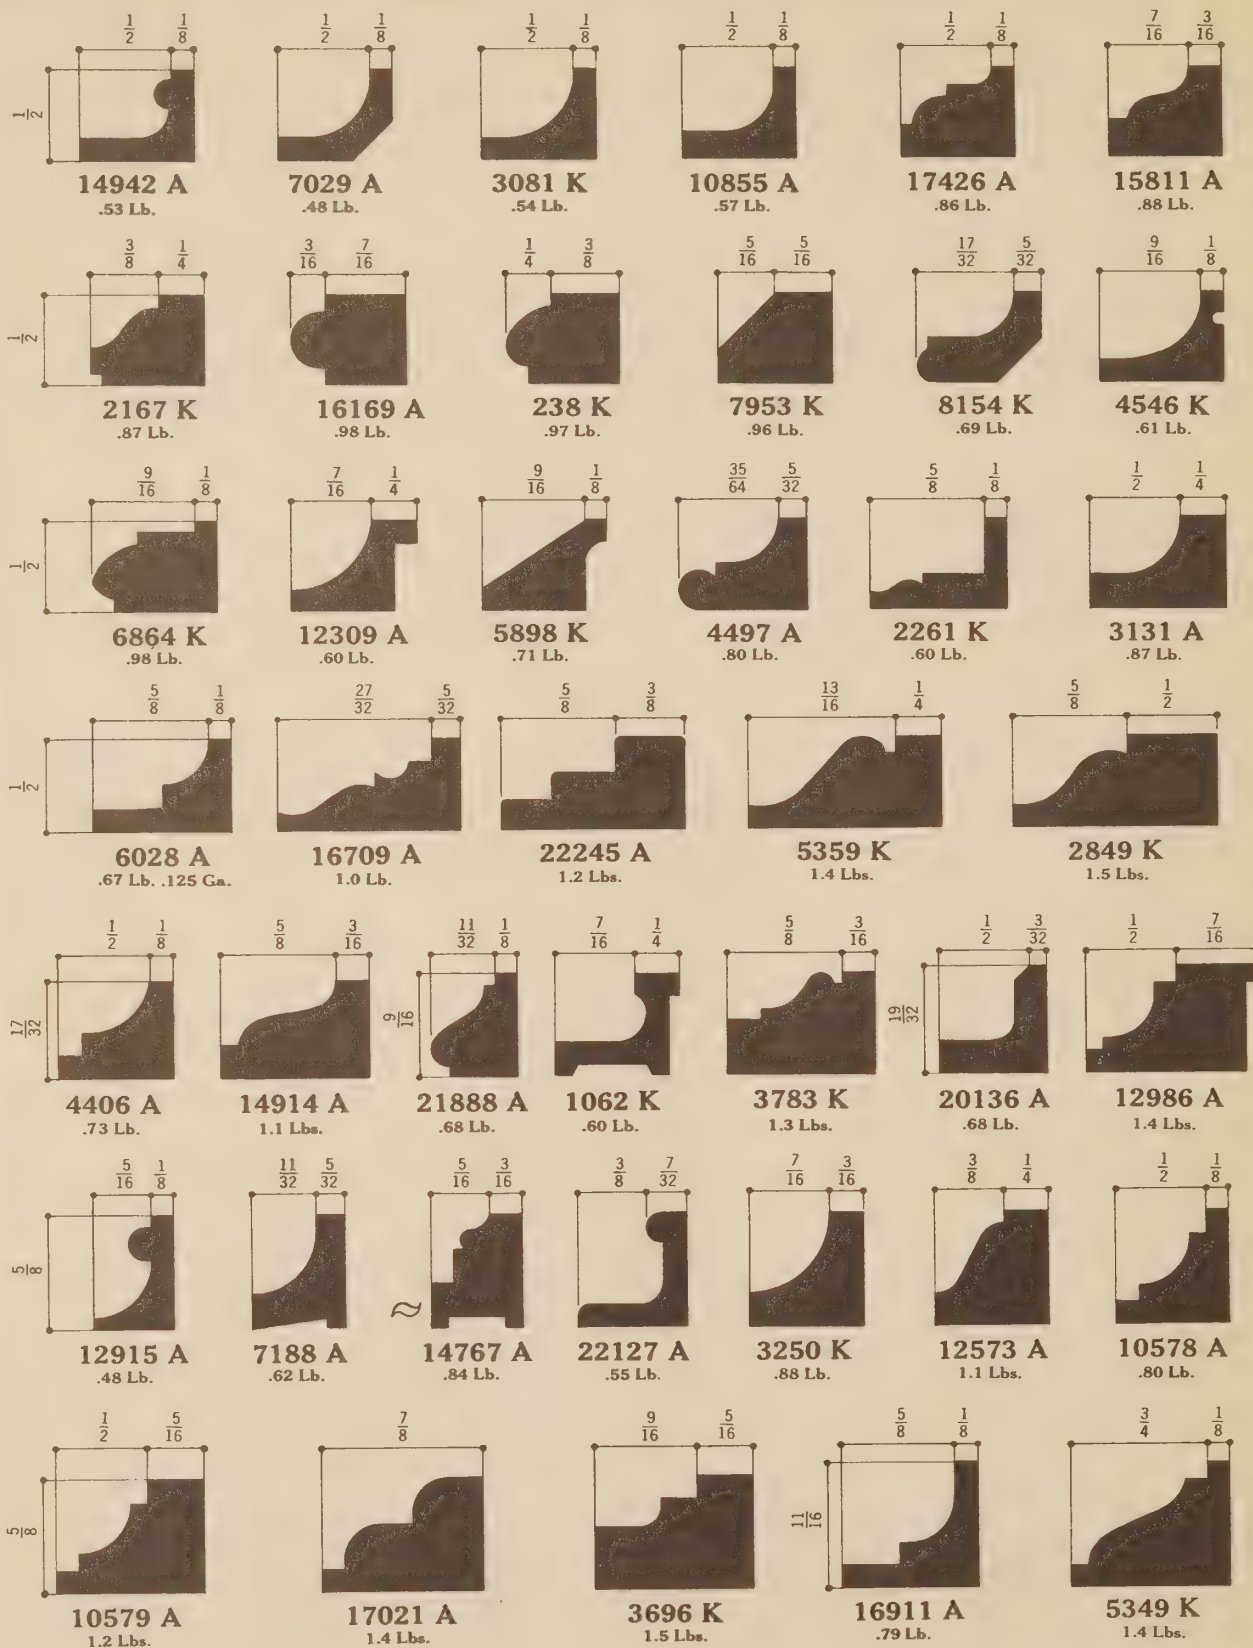 1/2 1/8 1/2 1/8 1/2 1/8 1/2 1/8 1/2 1/8 7/16 3/16
1/2
14942 A 7029 A 3081 K 10855 A 17426 A 15811 A
.53 Lb. .48 Lb. .54 Lb. .57 Lb. .86 Lb. .88 Lb.
3/8 1/4 3/16 7/16 1/4 3/8 5/16 5/16 17/32 5/32 9/16 1/8
1/2
2167 K 16169 A 238 K 7953 K 8154 K 4546 K
.87 Lb. .98 Lb. .97 Lb. .96 Lb. .69 Lb. .61 Lb.
9/16 1/8 7/16 1/4 9/16 1/8 35/64 5/32 5/8 1/8 1/2 1/4
1/2
6864 K 12309 A 5898 K 4497 A 2261 K 3131 A
.98 Lb. .60 Lb. .71 Lb. .80 Lb. .60 Lb. .87 Lb.
5/8 1/8 27/32 5/32 5/8 3/8 13/16 1/4 5/8 1/2
1/2
6028 A 16709 A 22245 A 5359 K 2849 K
.67 Lb. .125 Ga. 1.0 Lb. 1.2 Lbs. 1.4 Lbs. 1.5 Lbs.
1/2 1/8 5/8 3/16 11/32 1/8 7/16 1/4 5/8 3/16 1/2 3/32 1/2 7/16
17/32 9/16 19/32
4406 A 14914 A 21888 A 1062 K 3783 K 20136 A 12986 A
.73 Lb. 1.1 Lbs. .68 Lb. .60 Lb. 1.3 Lbs. .68 Lb. 1.4 Lbs.
5/16 1/8 11/32 5/32 5/16 3/16 3/8 7/32 7/16 3/16 3/8 1/4 1/2 1/8
5/8 ≈
12915 A 7188 A 14767 A 22127 A 3250 K 12573 A 10578 A
.48 Lb. .62 Lb. .84 Lb. .55 Lb. .88 Lb. 1.1 Lbs. .80 Lb.
1/2 5/16 7/8 9/16 5/16 5/8 1/8 3/4 1/8
5/8 11/16
10579 A 17021 A 3696 K 16911 A 5349 K
1.2 Lbs. 1.4 Lbs. 1.5 Lbs. .79 Lb. 1.4 Lbs.